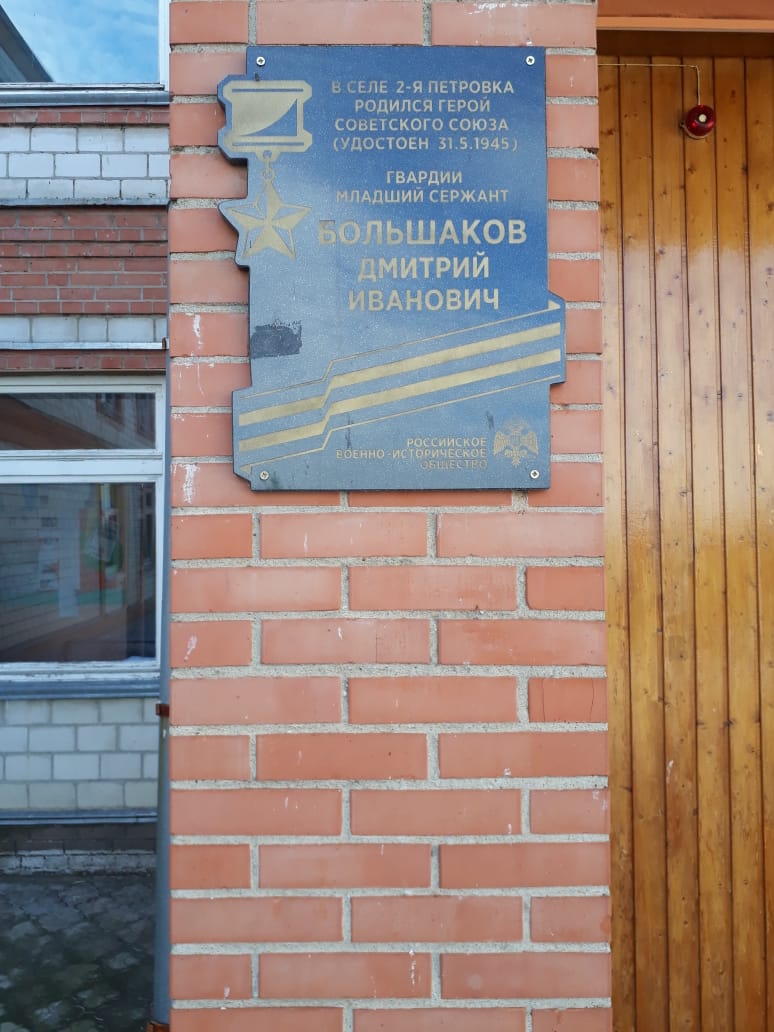 В СЕЛЕ 2-Я ПЕТРОВКА
РОДИЛСЯ ГЕРОЙ
СОВЕТСКОГО СОЮЗА
(УДОСТОЕН 31.5.1945)
ГВАРДИИ
МЛАДШИЙ СЕРЖАНТ
БОЛЬШАКОВ
ДМИТРИЙ
ИВАНОВИЧ
РОССИЙСКОЕ
ВОЕННО-ИСТОРИЧЕСКОЕ
ОБЩЕСТВО